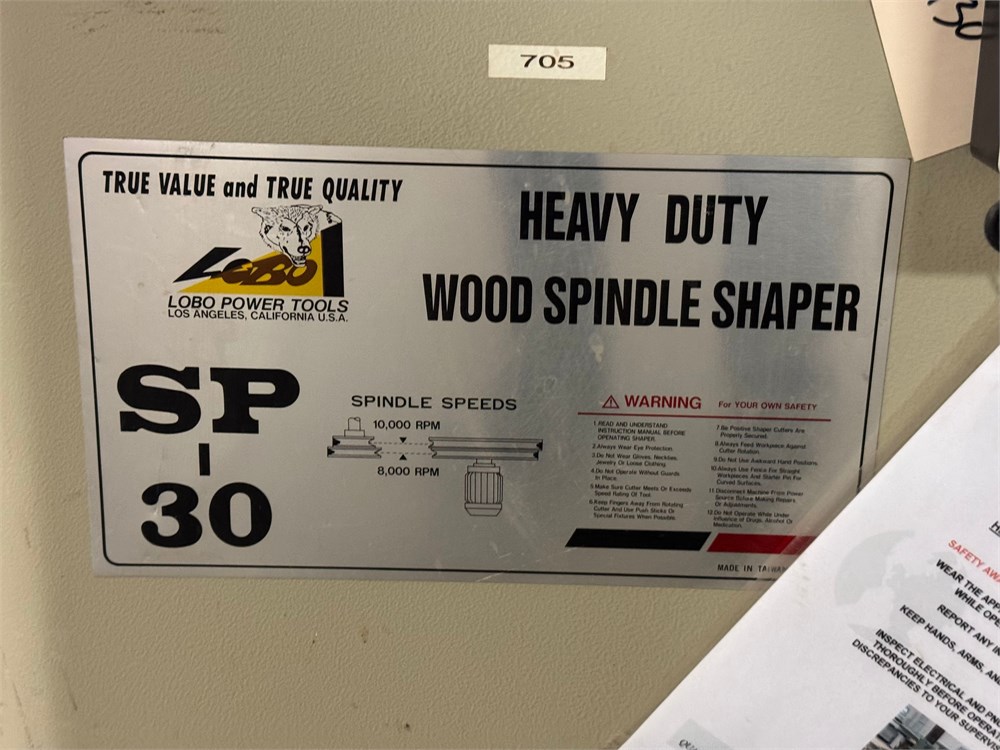 30
705
TRUE VALUE and TRUE QUALITY
LOBO
LOBO POWER TOOLS
LOS ANGELES, CALIFORNIA U.S.A.
HEAVY DUTY
WOOD SPINDLE SHAPER
SP
-
30
SPINDLE SPEEDS
10,000 RPM
8,000 RPM
WARNING For YOUR OWN SAFETY
1.READ AND UNDERSTAND
INSTRUCTION MANUAL BEFORE
OPERATING SHAPER.
2.Always Wear Eye Protection.
3.Do Not Wear Gloves, Necklies,
Jewelry Or Loose Clothing.
4.Do Not Operate Without Guards
In Place.
5.Make Sure Cutter Meets Or Exceeds
Speed Rating Of Tool.
6.Keep Fingers Away From Rotating
Cutter And Use Push Sticks Or
Special Fixtures When Possible.
7.Be Positive Shaper Cutters Are
Properly Secured.
8.Always Feed Workpiece Against
Cutter Rotation.
9.Do Not Use Awkward Hand Positions.
10.Always Use Fence For Straight
Workpieces And Starter Pin For
Curved Surfaces.
11.Disconnect Machine From Power
Source Before Making Repairs
Or Adjustments.
12.Do Not Operate While Under
Influence of Drugs, Alcohol Or
Medication.
MADE IN TAIWAN
SAFETY AW
WEAR THE APP
WHILE OPE
REPORT ANY IN
KEEP HANDS, ARMS, AN
INSPECT ELECTRICAL AND PNE
THOROUGHLY BEFORE OPERAT
DISCREPANCIES TO YOUR SUPERV